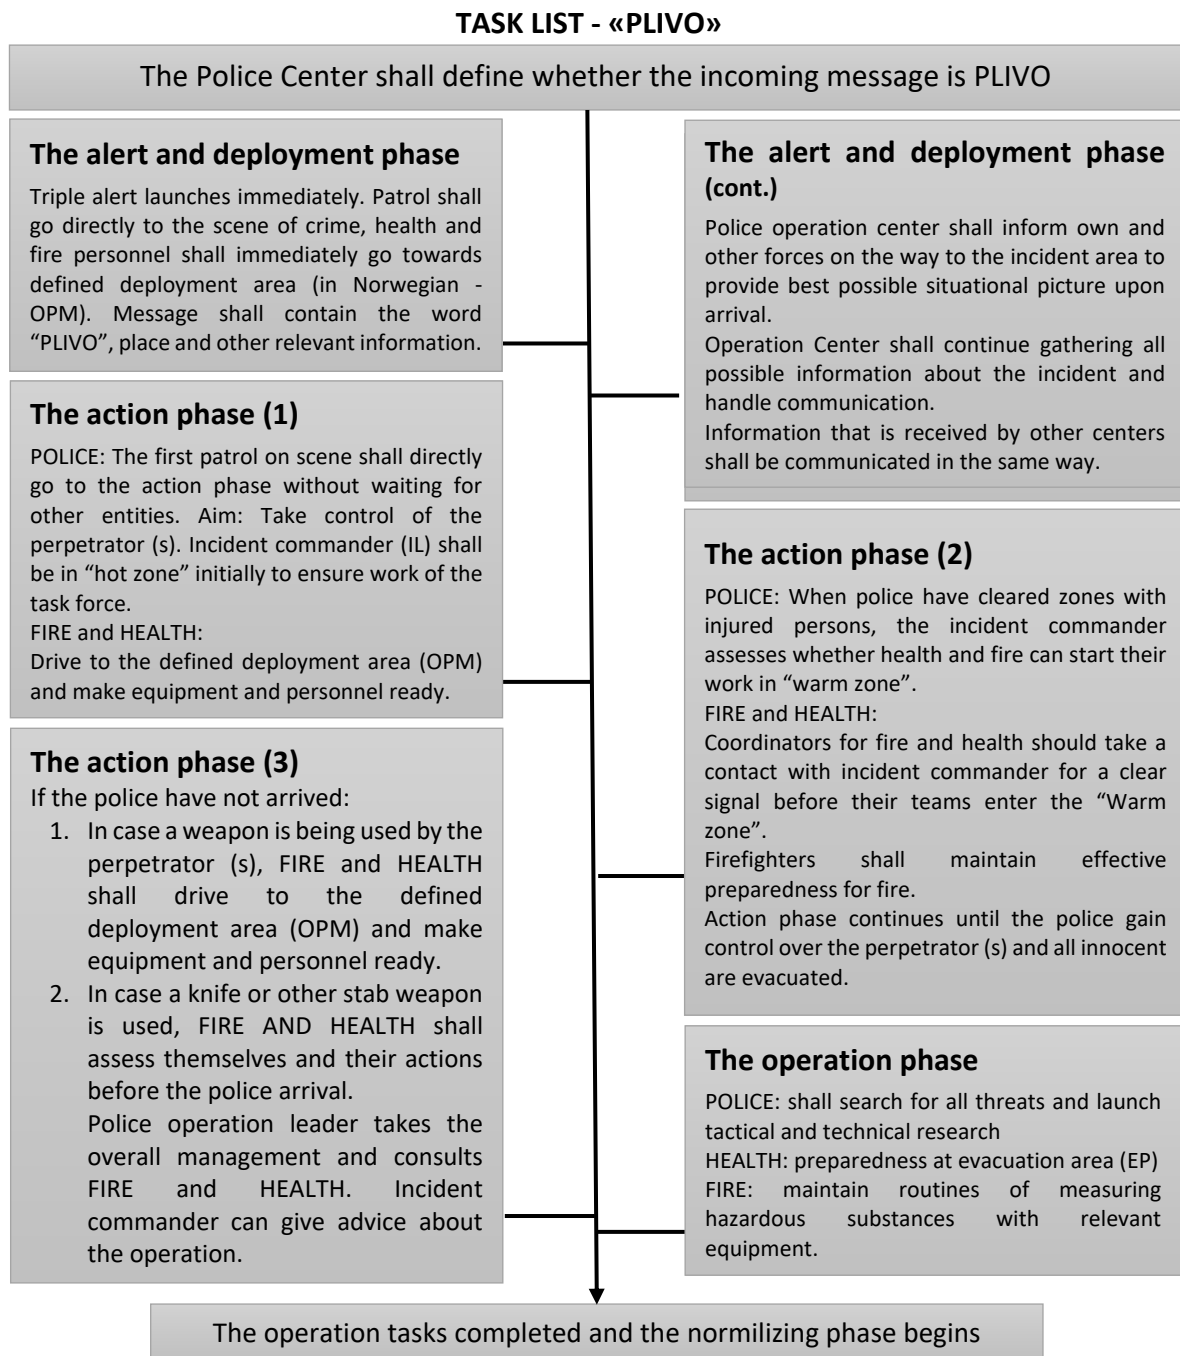 TASK LIST - «PLIVO»
The Police Center shall define whether the incoming message is PLIVO
The alert and deployment phase
Triple alert launches immediately. Patrol shall
go directly to the scene of crime, health and
fire personnel shall immediately go towards
defined deployment area (in Norwegian -
OPM). Message shall contain the word
“PLIVO”, place and other relevant information.
The alert and deployment phase
(cont.)
Police operation center shall inform own and
other forces on the way to the incident area to
provide best possible situational picture upon
arrival.
Operation Center shall continue gathering all
possible information about the incident and
handle communication.
Information that is received by other centers
shall be communicated in the same way.
The action phase (1)
POLICE: The first patrol on scene shall directly
go to the action phase without waiting for
other entities. Aim: Take control of the
perpetrator (s). Incident commander (IL) shall
be in “hot zone” initially to ensure work of the
task force.
FIRE and HEALTH:
Drive to the defined deployment area (OPM)
and make equipment and personnel ready.
The action phase (2)
POLICE: When police have cleared zones with
injured persons, the incident commander
assesses whether health and fire can start their
work in “warm zone”.
FIRE and HEALTH:
Coordinators for fire and health should take a
contact with incident commander for a clear
signal before their teams enter the “Warm
zone”.
Firefighters shall maintain effective
preparedness for fire.
Action phase continues until the police gain
control over the perpetrator (s) and all innocent
are evacuated.
The action phase (3)
If the police have not arrived:
1. In case a weapon is being used by the
perpetrator (s), FIRE and HEALTH
shall drive to the defined
deployment area (OPM) and make
equipment and personnel ready.
2. In case a knife or other stab weapon
is used, FIRE AND HEALTH shall
assess themselves and their actions
before the police arrival.
Police operation leader takes the
overall management and consults
FIRE and HEALTH. Incident
commander can give advice about
the operation.
The operation phase
POLICE: shall search for all threats and launch
tactical and technical research
HEALTH: preparedness at evacuation area (EP)
FIRE: maintain routines of measuring
hazardous substances with relevant
equipment.
The operation tasks completed and the normilizing phase begins